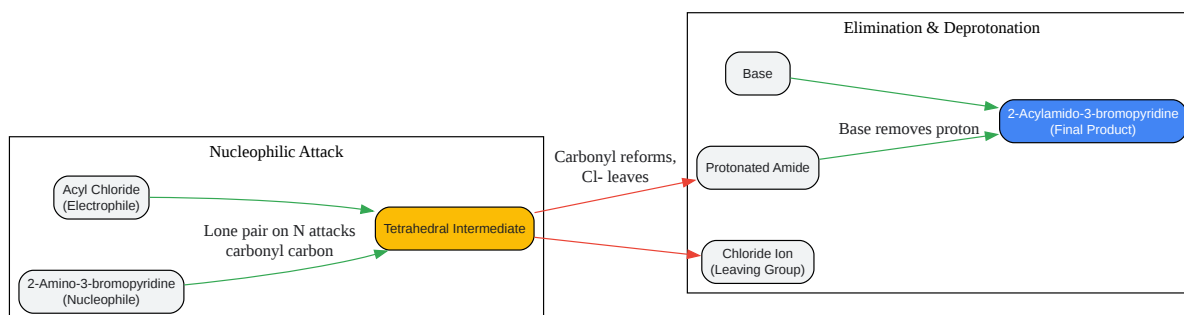 Nucleophilic Attack
Acyl Chloride
(Electrophile)
Lone pair on N attacks
carbonyl carbon
2-Amino-3-bromopyridine
(Nucleophile)
Tetrahedral Intermediate
Carbonyl reforms,
Cl- leaves
Elimination & Deprotonation
Base
Base removes proton
Protonated Amide
Chloride Ion
(Leaving Group)
2-Acylamido-3-bromopyridine
(Final Product)